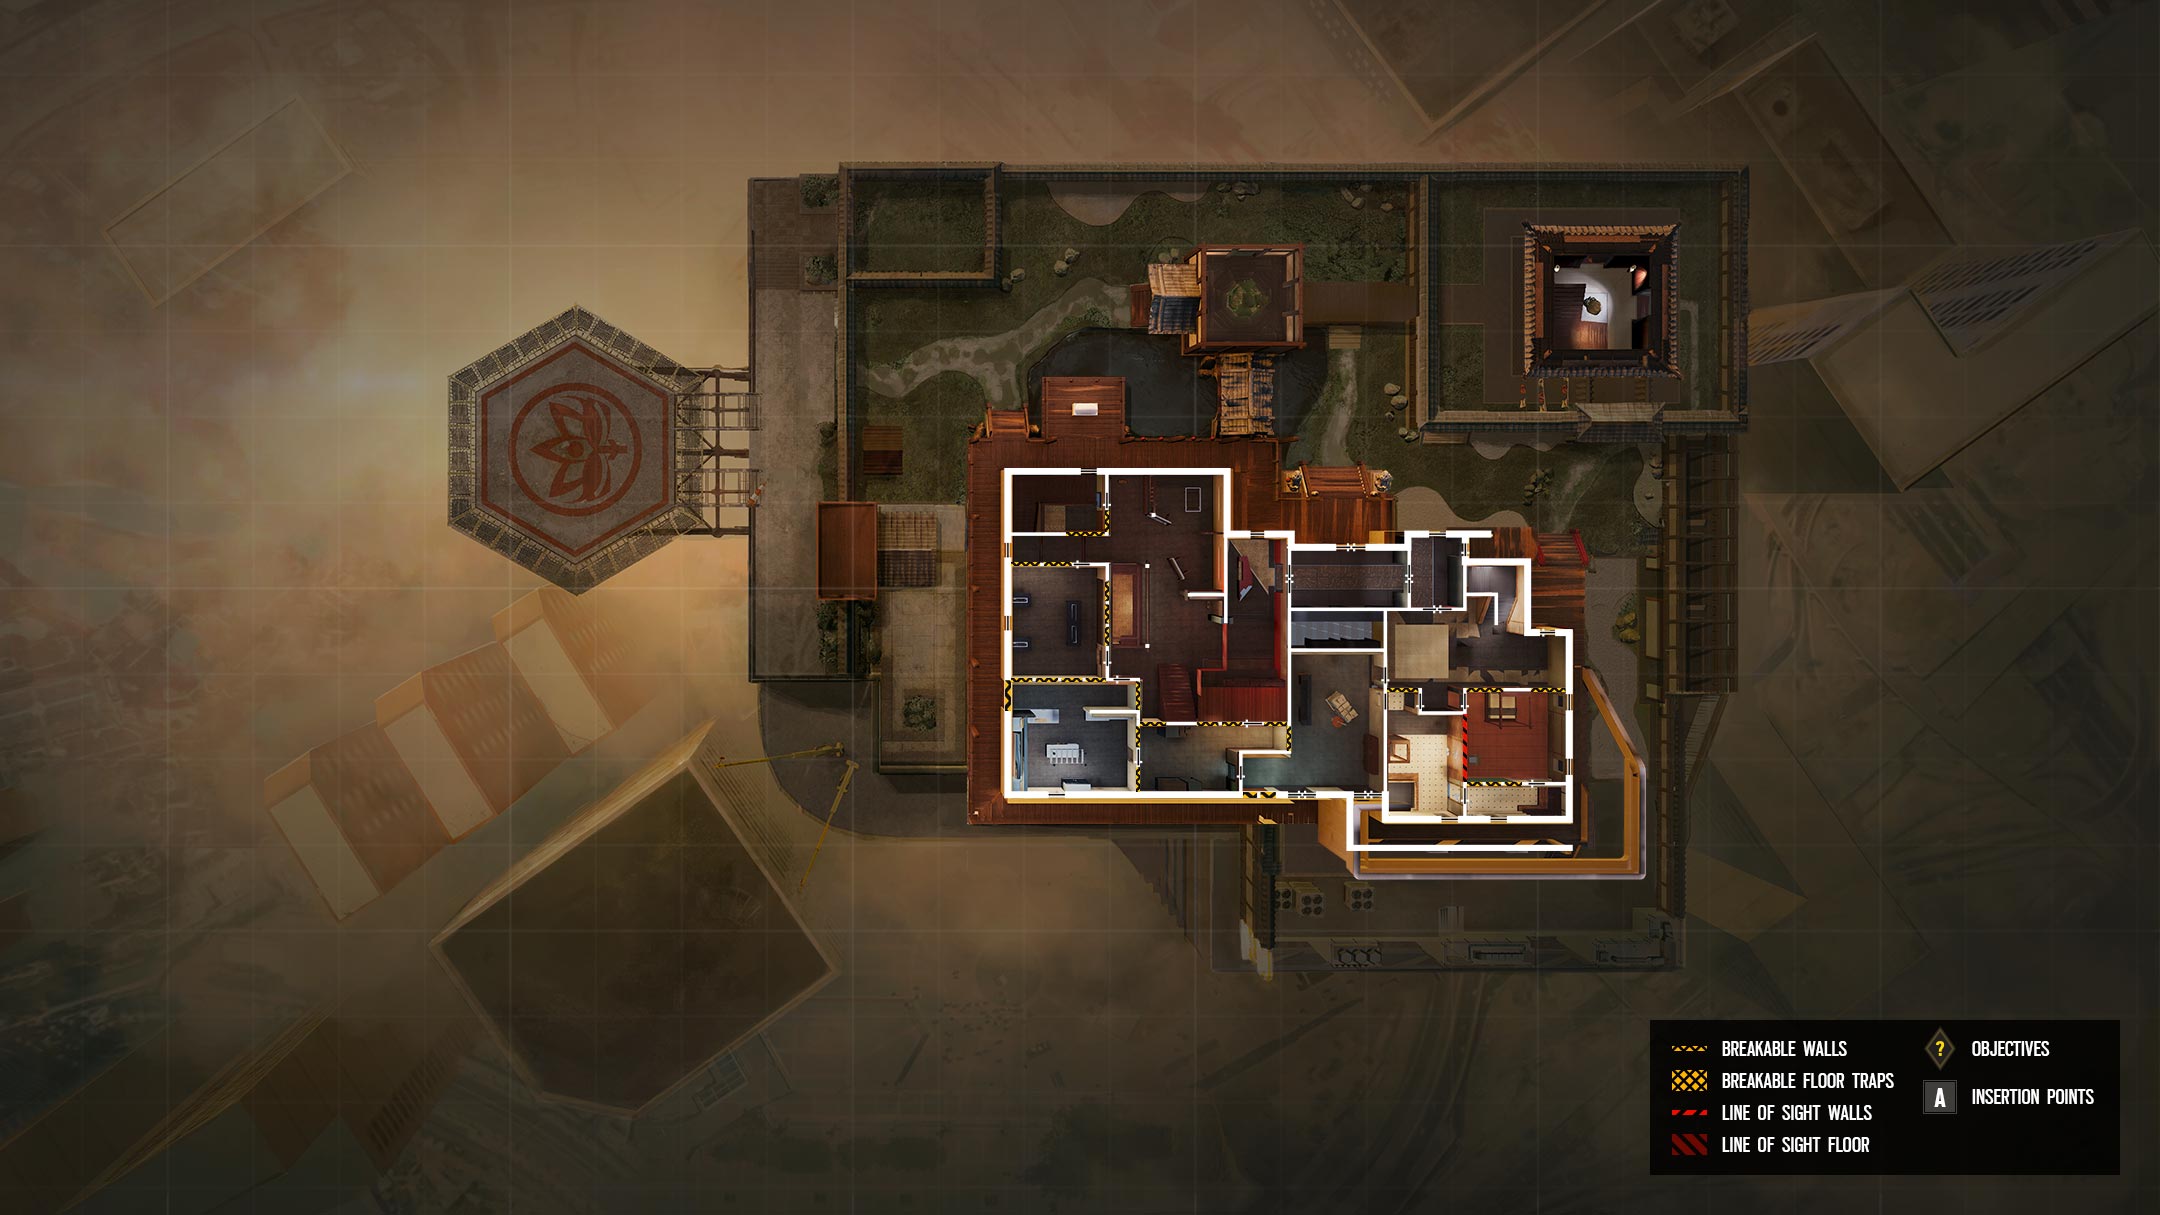 BREAKABLE WALLS
BREAKABLE FLOOR TRAPS
LINE OF SIGHT WALLS
LINE OF SIGHT FLOOR
? OBJECTIVES
A INSERTION POINTS